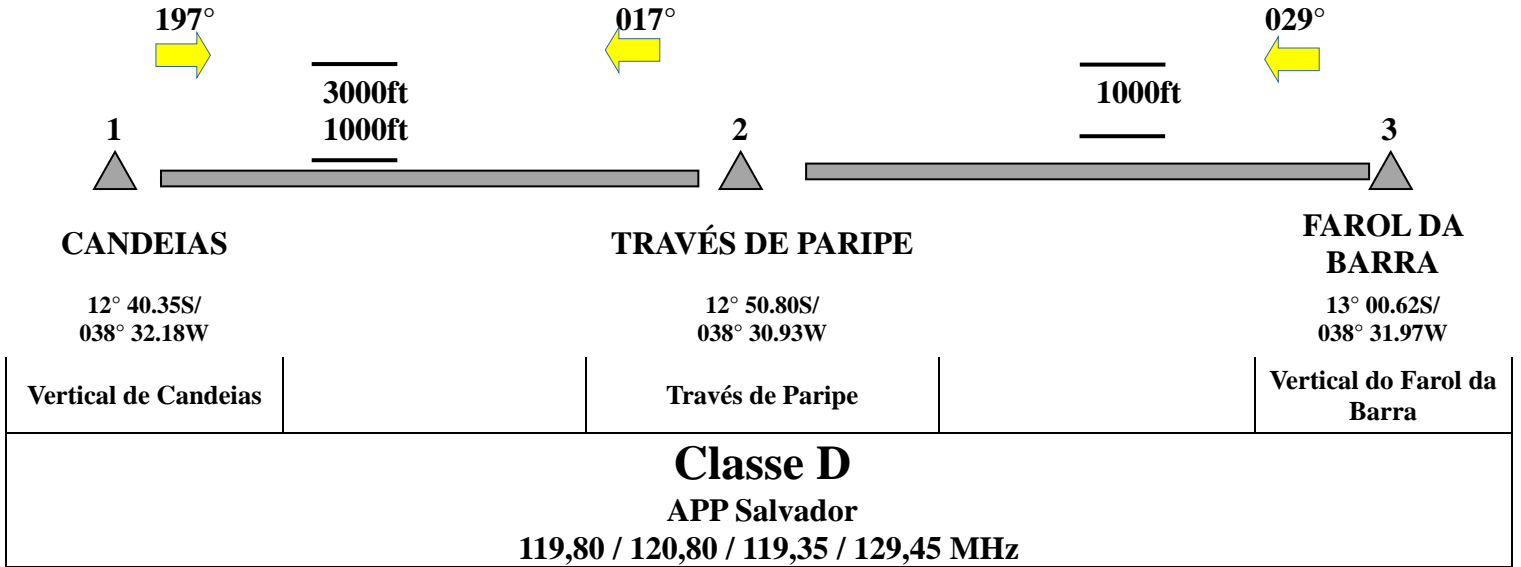 197°
017°
029°
3000ft
1000ft
1000ft
1
2
3
CANDEIAS
TRAVÉS DE PARIPE
FAROL DA
BARRA
12° 40.35S/
038° 32.18W
12° 50.80S/
038° 30.93W
13° 00.62S/
038° 31.97W
Vertical de Candeias
Través de Paripe
Vertical do Farol da
Barra
Classe D
APP Salvador
119,80 / 120,80 / 119,35 / 129,45 MHz